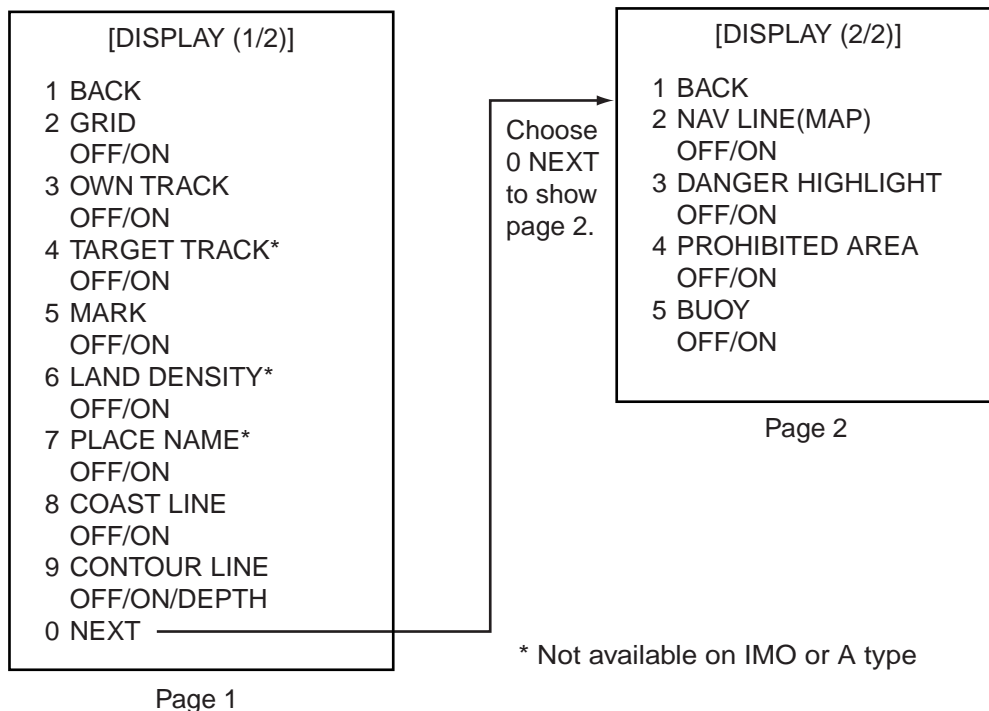 [DISPLAY (1/2)]
1 BACK
2 GRID
OFF/ON
3 OWN TRACK
OFF/ON
4 TARGET TRACK*
OFF/ON
5 MARK
OFF/ON
6 LAND DENSITY*
OFF/ON
7 PLACE NAME*
OFF/ON
8 COAST LINE
OFF/ON
9 CONTOUR LINE
OFF/ON/DEPTH
0 NEXT
Page 1
Choose
0 NEXT
to show
page 2.
[DISPLAY (2/2)]
1 BACK
2 NAV LINE(MAP)
OFF/ON
3 DANGER HIGHLIGHT
OFF/ON
4 PROHIBITED AREA
OFF/ON
5 BUOY
OFF/ON
Page 2
* Not available on IMO or A type